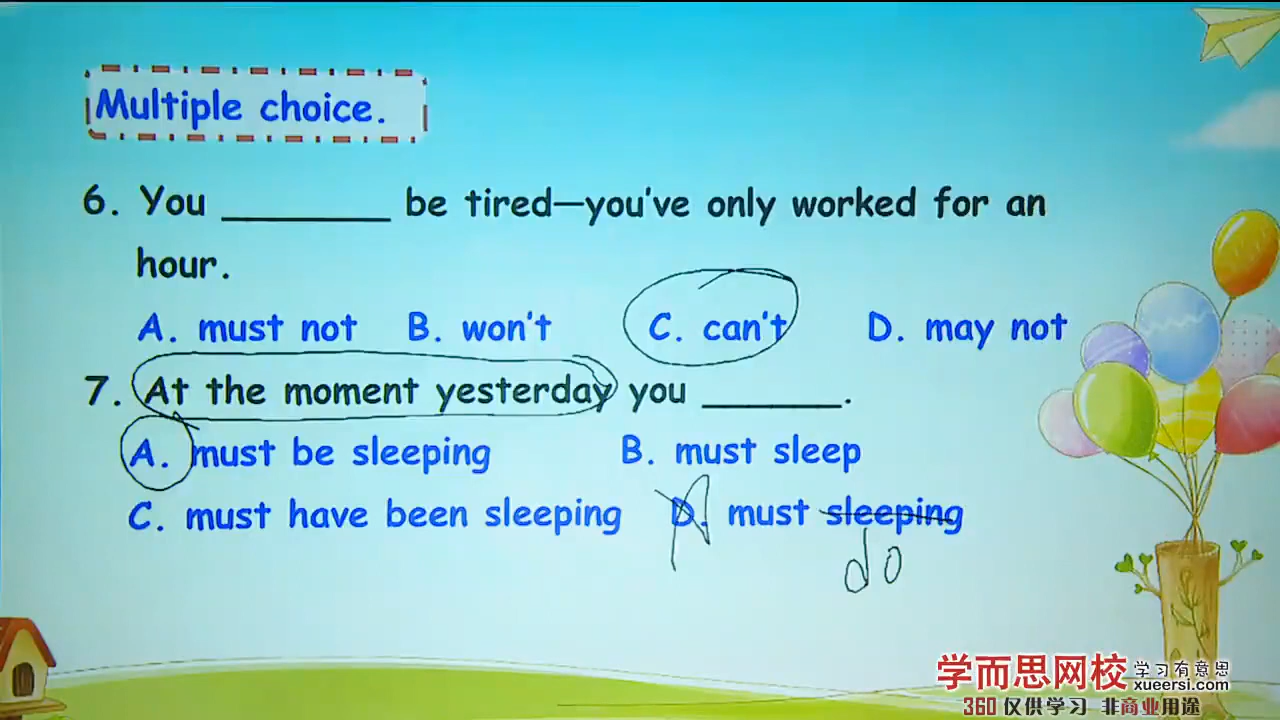 Multiple choice.
6. You ________ be tired—you've only worked for an
hour.
A. must not B. won't C. can't D. may not
7. At the moment yesterday you _______.
A. must be sleeping B. must sleep
C. must have been sleeping D. must sleeping
do
学而思网校 学习有意思
xueersi.com
360 仅供学习 非商业用途